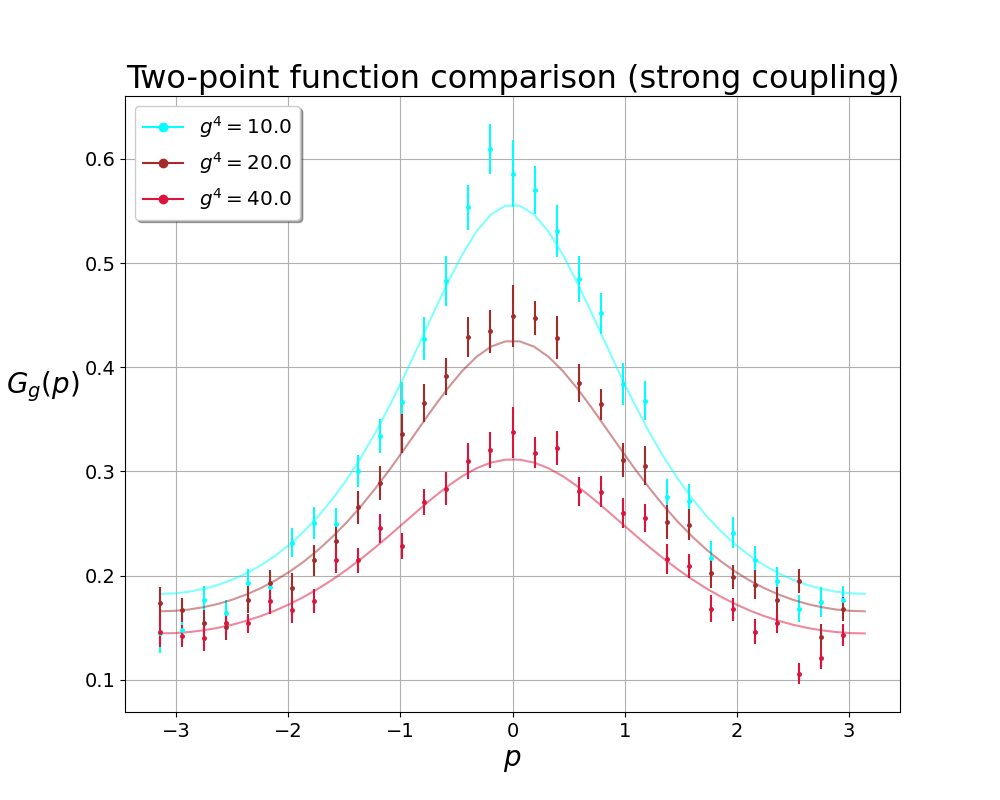 Two-point function comparison (strong coupling)
g⁴ = 10.0
g⁴ = 20.0
g⁴ = 40.0
0.6
0.5
0.4
0.3
0.2
0.1
G_g(p)
−3 −2 −1 0 1 2 3
p